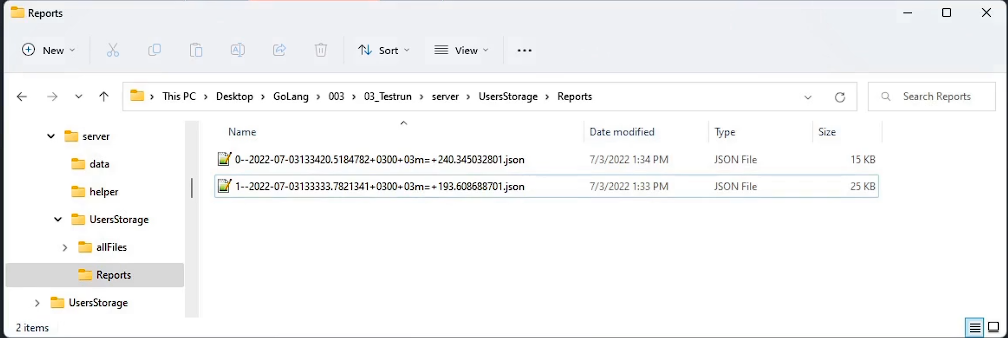 Reports
New Sort View
This PC Desktop GoLang 003 03_Testrun server UsersStorage Reports Search Reports
server
data
helper
UsersStorage
allFiles
Reports
UsersStorage
Name Date modified Type Size
0--2022-07-03133420.5184782+0300+03m=+240.345032801.json 7/3/2022 1:34 PM JSON File 15 KB
1--2022-07-03133333.7821341+0300+03m=+193.608688701.json 7/3/2022 1:33 PM JSON File 25 KB
2 items